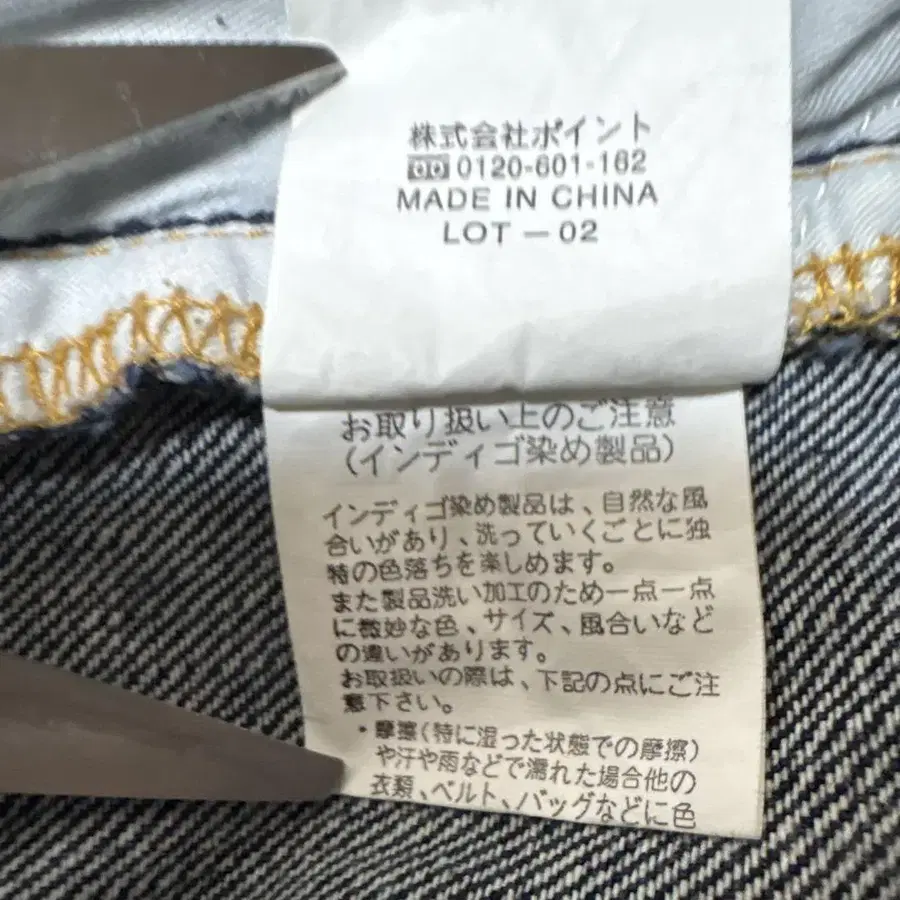 株式会社ポイント
0120-601-162
MADE IN CHINA
LOT － 02
お取り扱い上のご注意
(インディゴ染め製品)
インディゴ染め製品は、自然な風
合いがあり、洗っていくごとに独
特の色落ちを楽しめます。
また製品洗い加工のため一点一点
に微妙な色、サイズ、風合いなど
の違いがあります。
お取扱いの際は、下記の点にご注
意下さい。
・摩擦(特に湿った状態での摩擦)
や汗や雨などで濡れた場合他の
衣類、ベルト、バッグなどに色